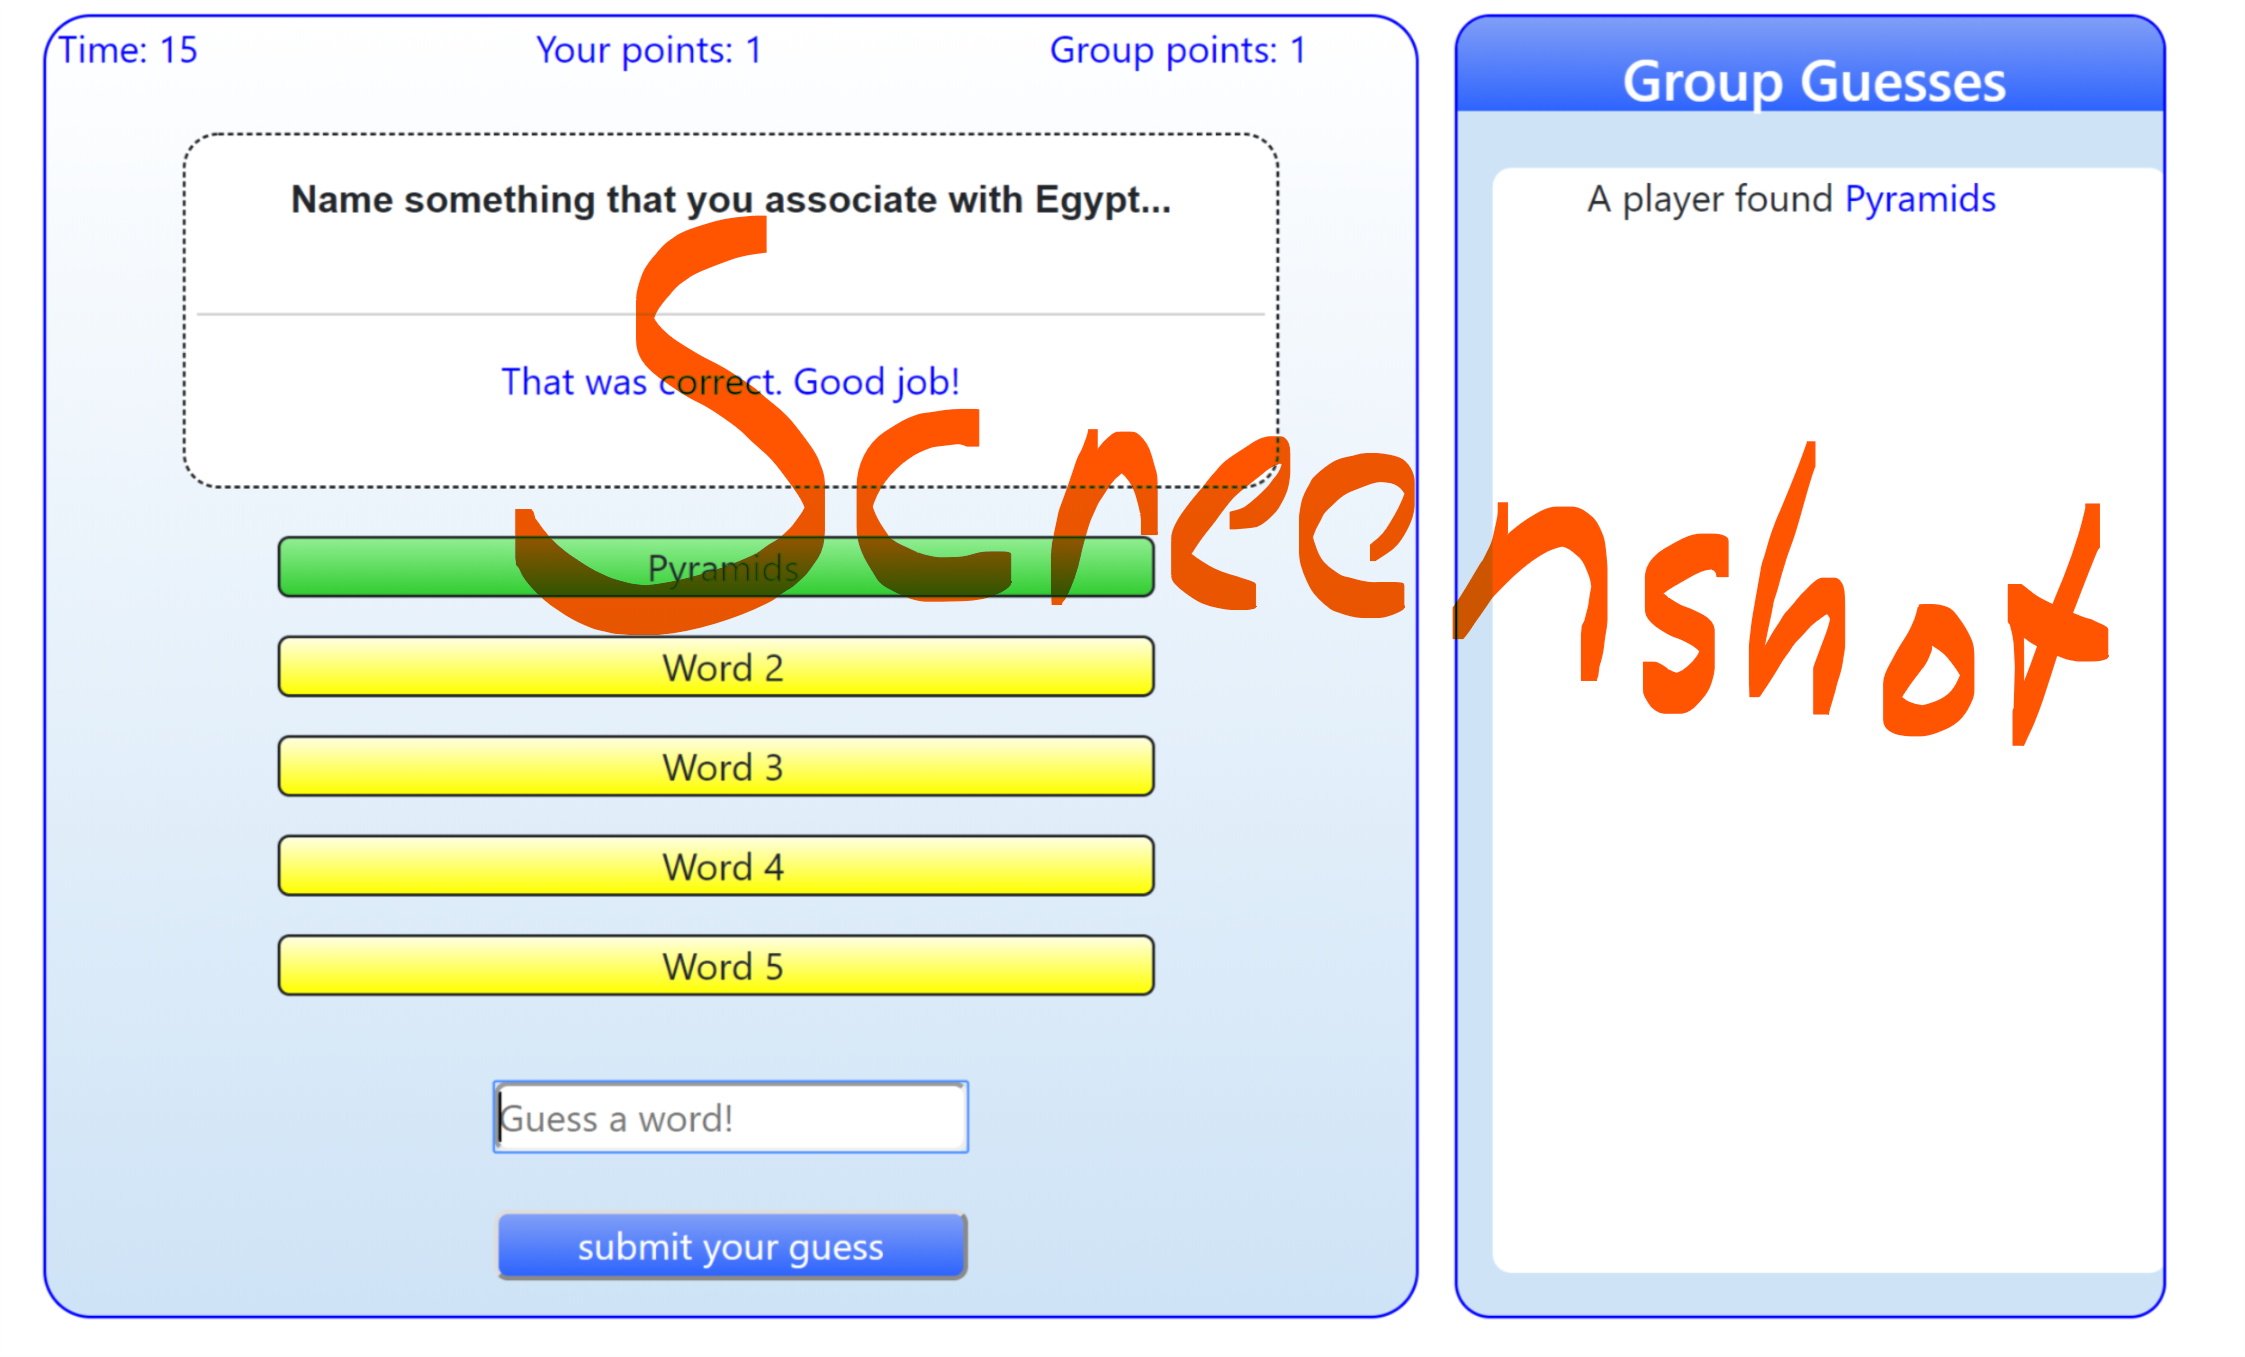 Time: 15 Your points: 1 Group points: 1
Name something that you associate with Egypt...
That was correct. Good job!
Pyramids
Word 2
Word 3
Word 4
Word 5
Guess a word!
submit your guess
Group Guesses
A player found Pyramids
Screenshot